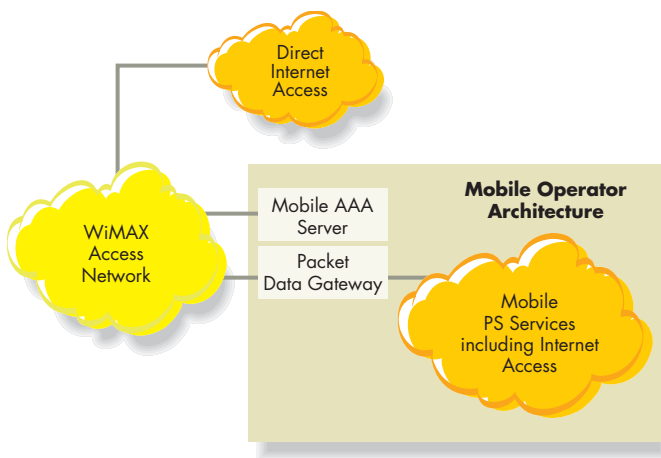 Direct
Internet
Access
Mobile Operator
Architecture
WiMAX
Access
Network
Mobile AAA
Server
Packet
Data Gateway
Mobile
PS Services
including Internet
Access